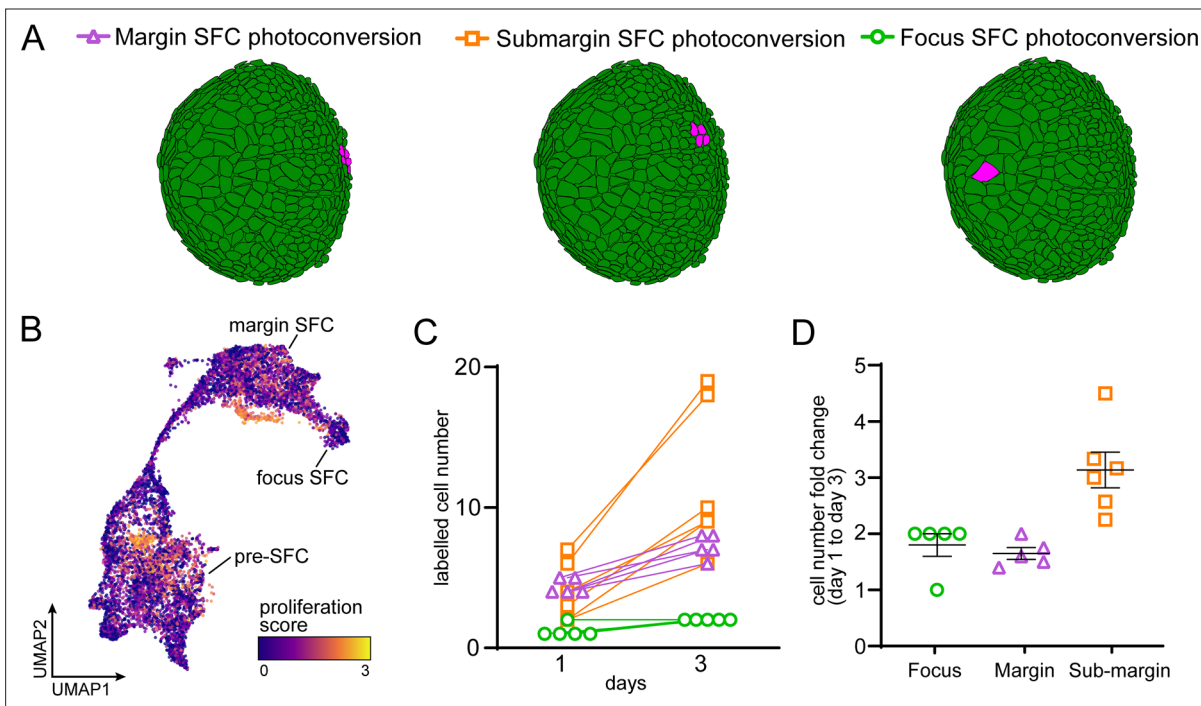 A
Margin SFC photoconversion
Submargin SFC photoconversion
Focus SFC photoconversion
B
margin SFC
focus SFC
pre-SFC
proliferation
score
0
3
UMAP2
UMAP1
C
labelled cell number
20
10
0
1
3
days
D
cell number fold change
(day 1 to day 3)
5
4
3
2
1
0
Focus
Margin
Sub-margin